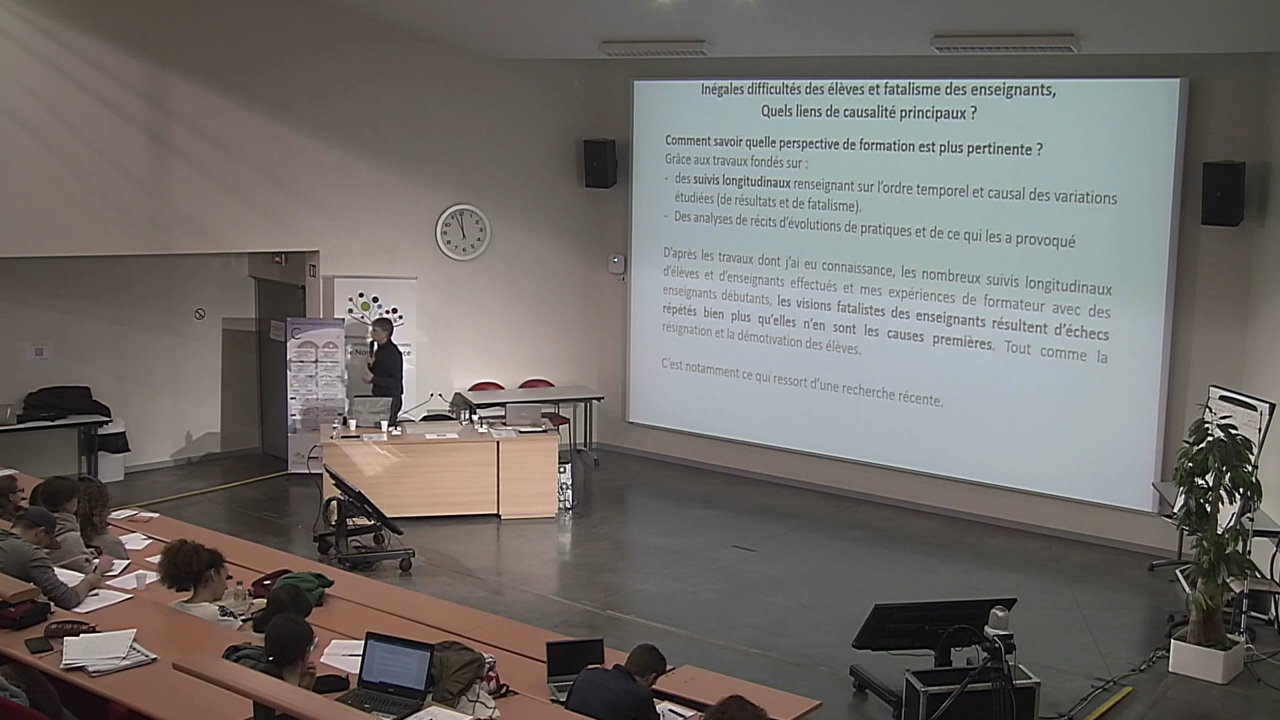 Inégales difficultés des élèves et fatalisme des enseignants,
Quels liens de causalité principaux ?
Comment savoir quelle perspective de formation est plus pertinente ?
Grâce aux travaux fondés sur :
- des suivis longitudinaux renseignant sur l'ordre temporel et causal des variations
étudiées (de résultats et de fatalisme).
- Des analyses de récits d'évolutions de pratiques et de ce qui les a provoqué
D'après les travaux dont j'ai eu connaissance, les nombreux suivis longitudinaux
d'élèves et d'enseignants effectués et mes expériences de formateur avec des
enseignants débutants, les visions fatalistes des enseignants résultent d'échecs
répétés bien plus qu'elles n'en sont les causes premières. Tout comme la
résignation et la démotivation des élèves.
C'est notamment ce qui ressort d'une recherche récente.